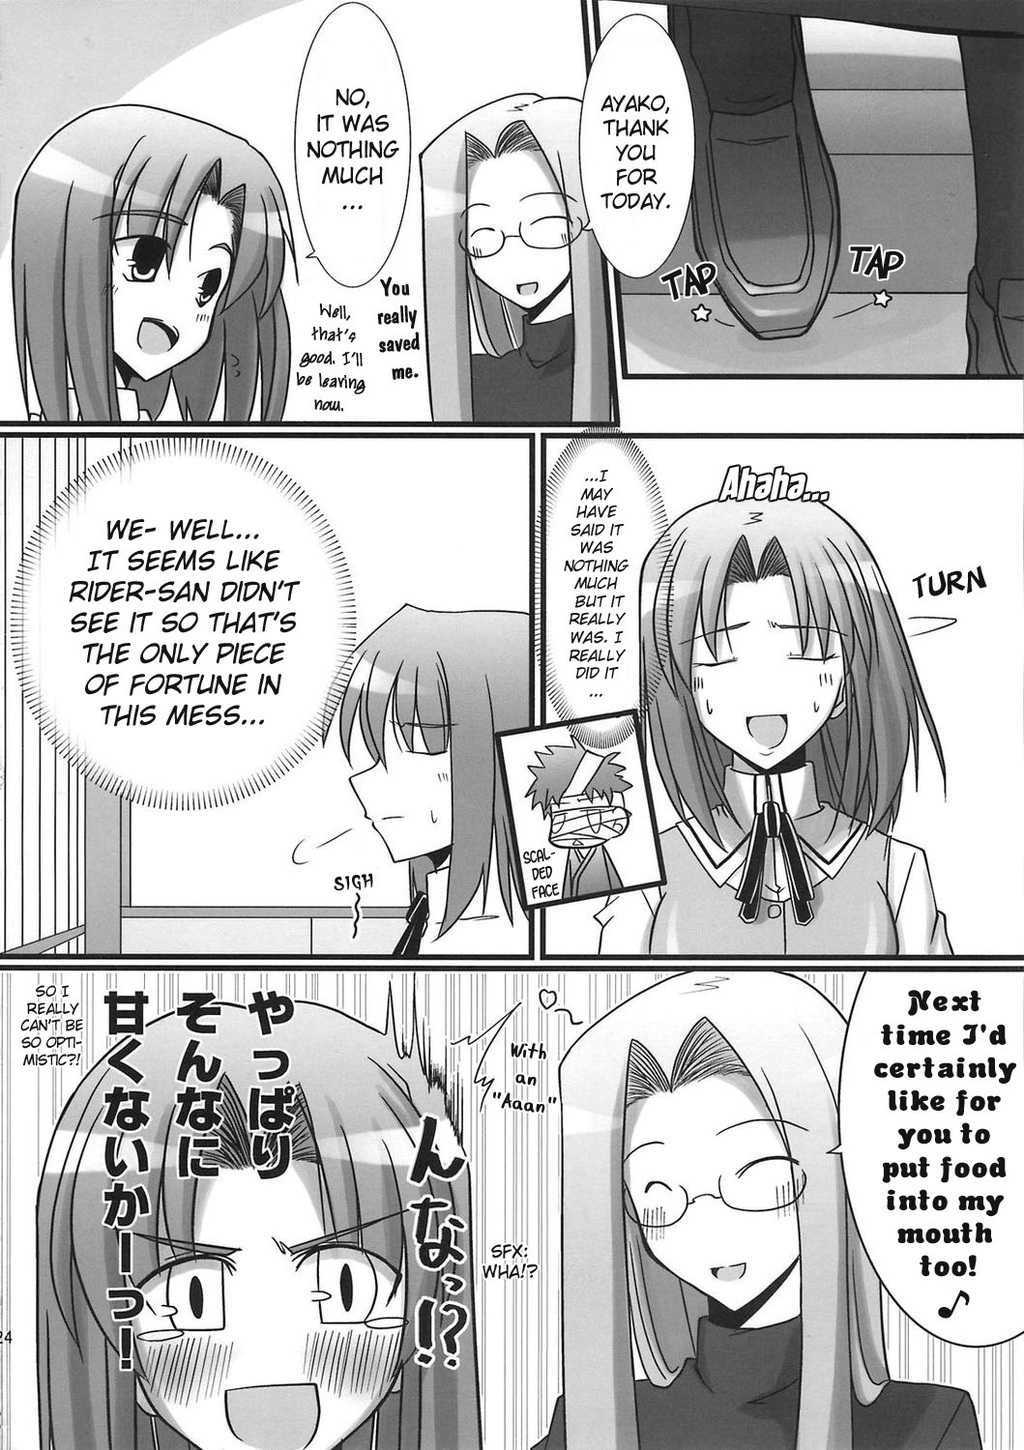 AYAKO,
THANK
YOU
FOR
TODAY.
TAP
TAP
NO,
IT WAS
NOTHING
MUCH
...
You
really
saved
me.
Well,
that's
good. I'll
be leaving
now.
...I
MAY
HAVE
SAID IT
WAS
NOTHING
MUCH
BUT IT
REALLY
WAS. I
REALLY
DID IT
...
Ahaha...
TURN
SCAL-
DED
FACE
WE- WELL...
IT SEEMS LIKE
RIDER-SAN DIDN'T
SEE IT SO THAT'S
THE ONLY PIECE
OF FORTUNE IN
THIS MESS...
SIGH
Next
time I'd
certainly
like for
you to
put food
into my
mouth
too!
♪
With
an
"Aaan"
んなっ!?
SFX:
WHA!?
やっぱり
そんなに
甘くないかーっ!
SO I
REALLY
CAN'T BE
SO OPTI-
MISTIC?!
24